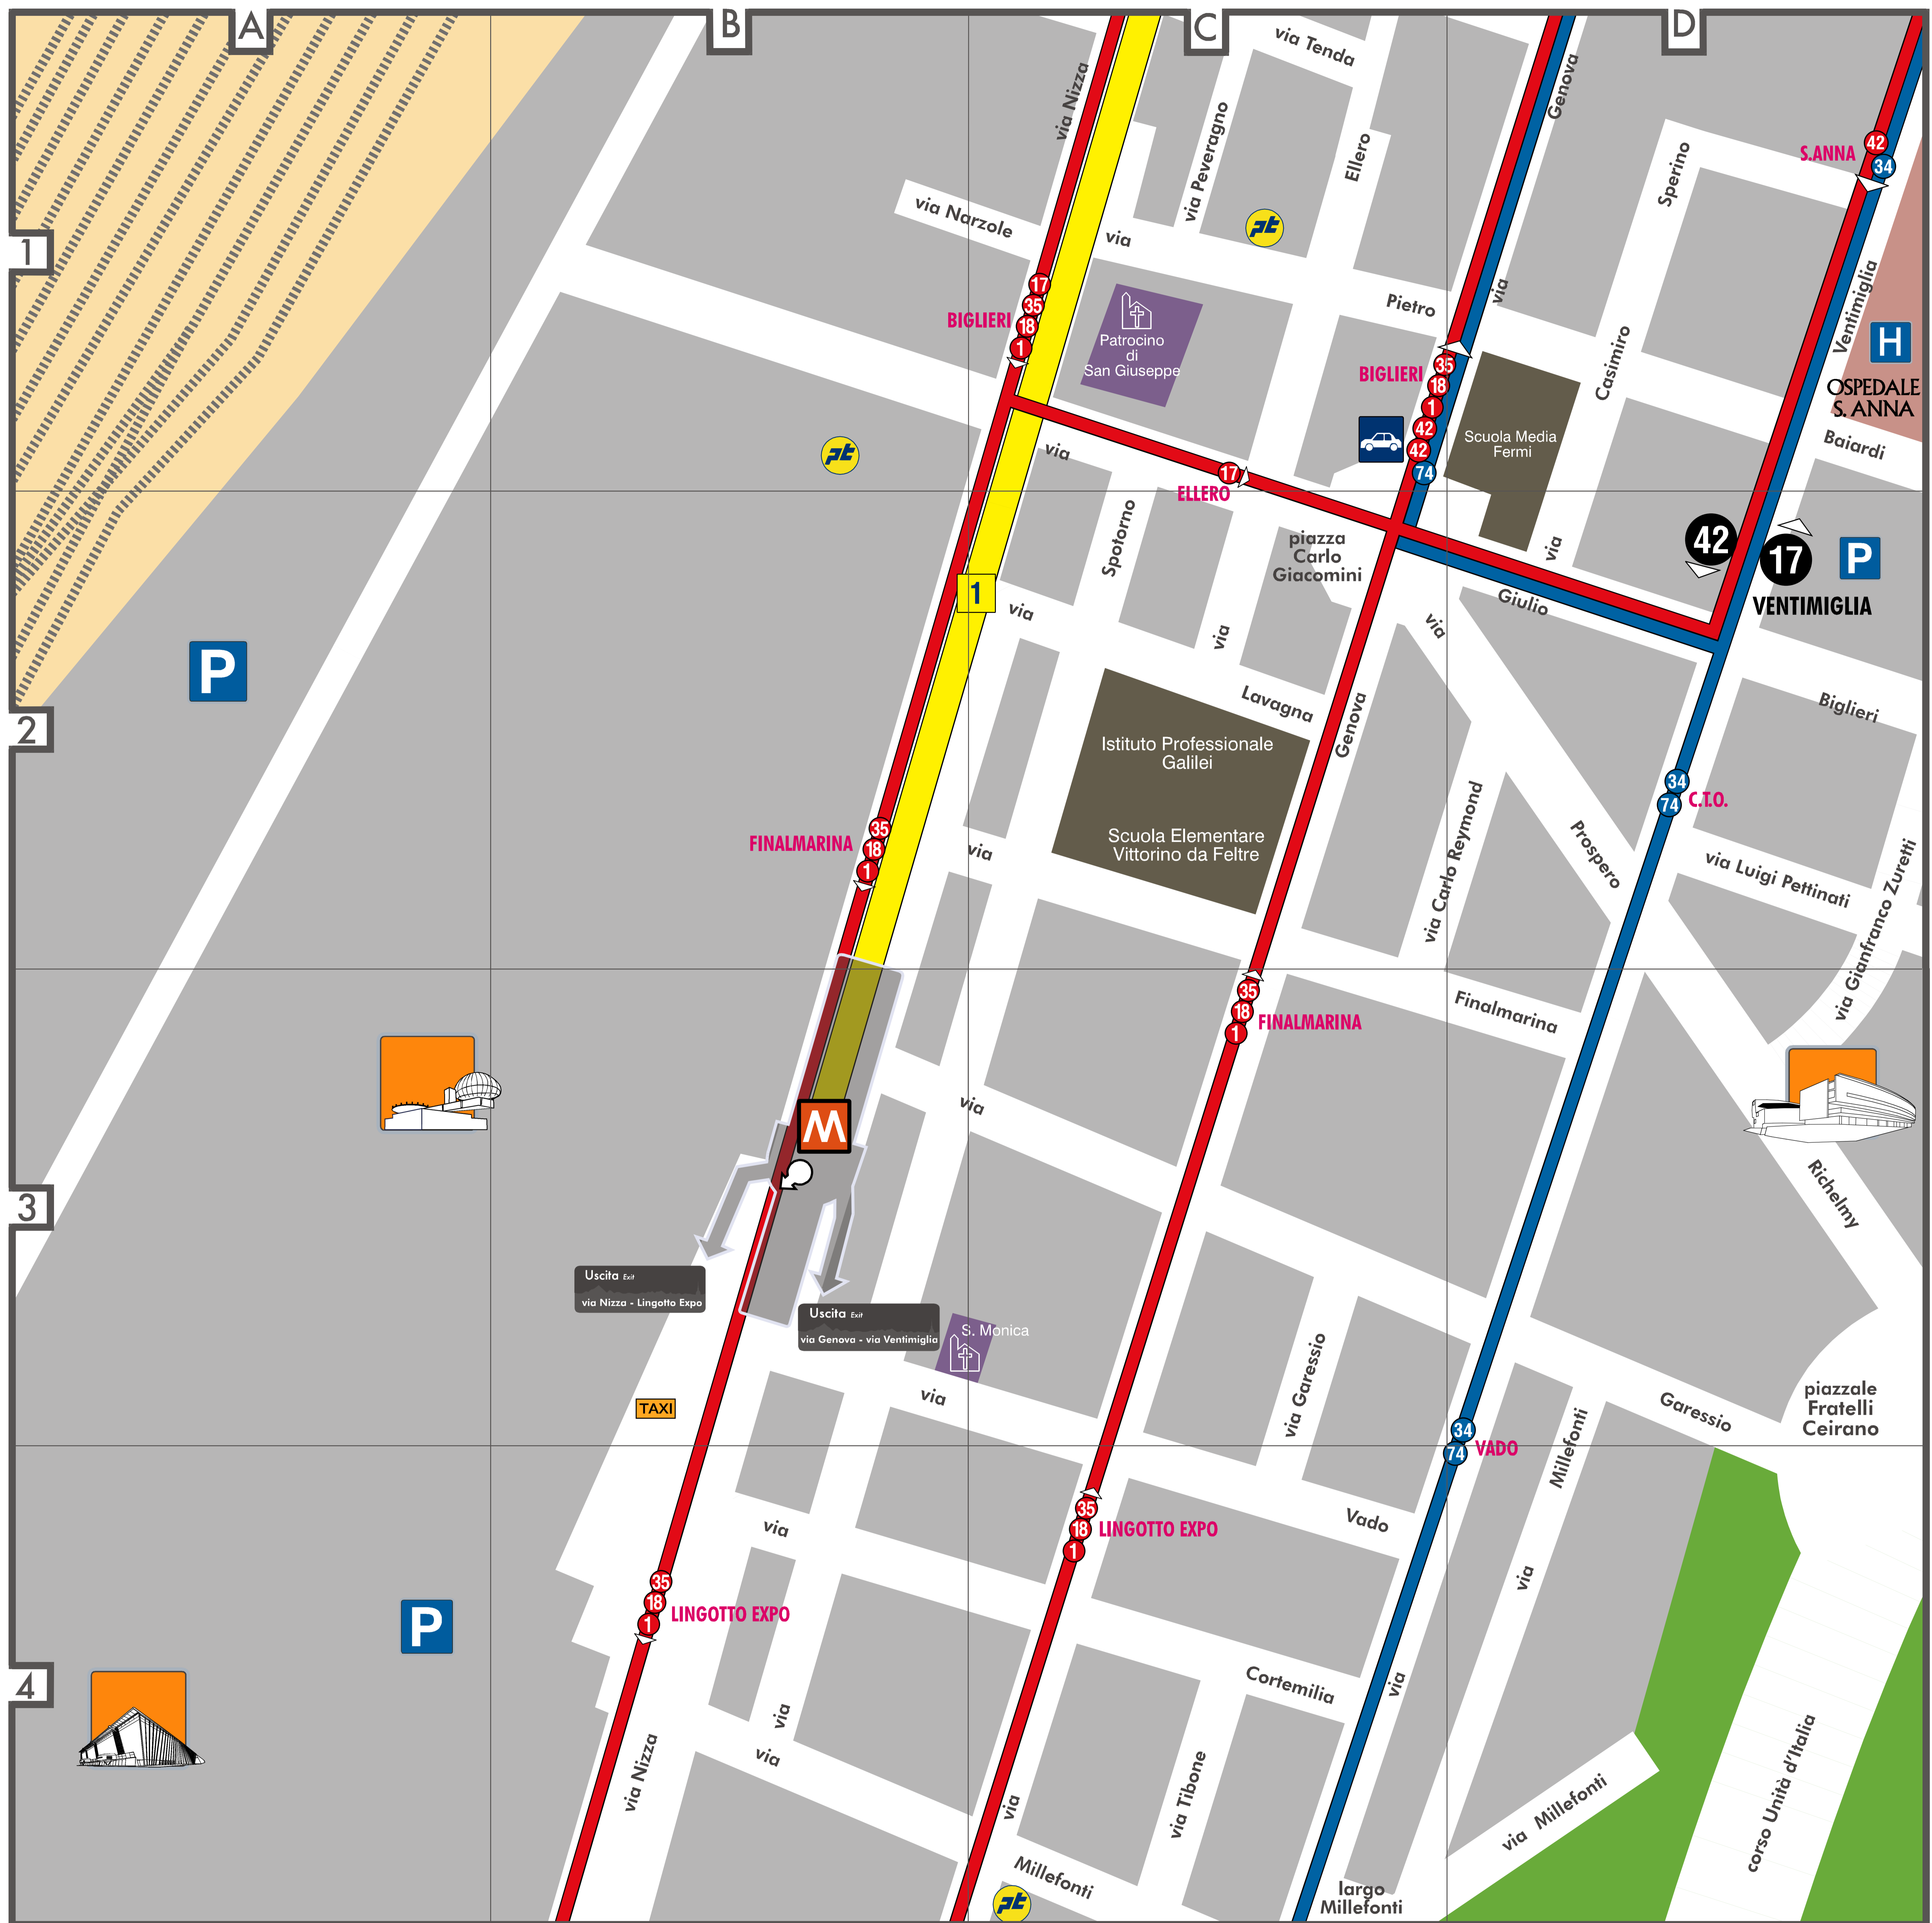 A
B
C
D
1
2
3
4
via Nizza
via Tenda
via Peveragno
Ellero
Genova
Sperino
S.ANNA
42
34
via Narzole
via
pt
17
35
18
1
BIGLIERI
Patrocino
di
San Giuseppe
Pietro
via
Casimiro
Ventimiglia
H
OSPEDALE
S. ANNA
BIGLIERI
35
18
1
42
42
74
Scuola Media
Fermi
Baiardi
pt
via
17
ELLERO
Spotorno
piazza
Carlo
Giacomini
via
42
17
P
VENTIMIGLIA
1
via
via
via
Giulio
P
Lavagna
Genova
Biglieri
Istituto Professionale
Galilei
Scuola Elementare
Vittorino da Feltre
34
74
C.T.O.
35
18
1
FINALMARINA
via
via Carlo Reymond
Prospero
via Luigi Pettinati
via Gianfranco Zuretti
35
18
1
FINALMARINA
Finalmarina
M
via
Richelmy
Uscita Exit
via Nizza - Lingotto Expo
Uscita Exit
via Genova - via Ventimiglia
S. Monica
TAXI
via
via Garessio
Garessio
piazzale
Fratelli
Ceirano
34
74
VADO
Millefonti
via
35
18
1
LINGOTTO EXPO
Vado
via
35
18
1
LINGOTTO EXPO
P
Cortemilia
via
via
via
via Nizza
via
via Tibone
via Millefonti
corso Unità d'Italia
Millefonti
pt
largo
Millefonti